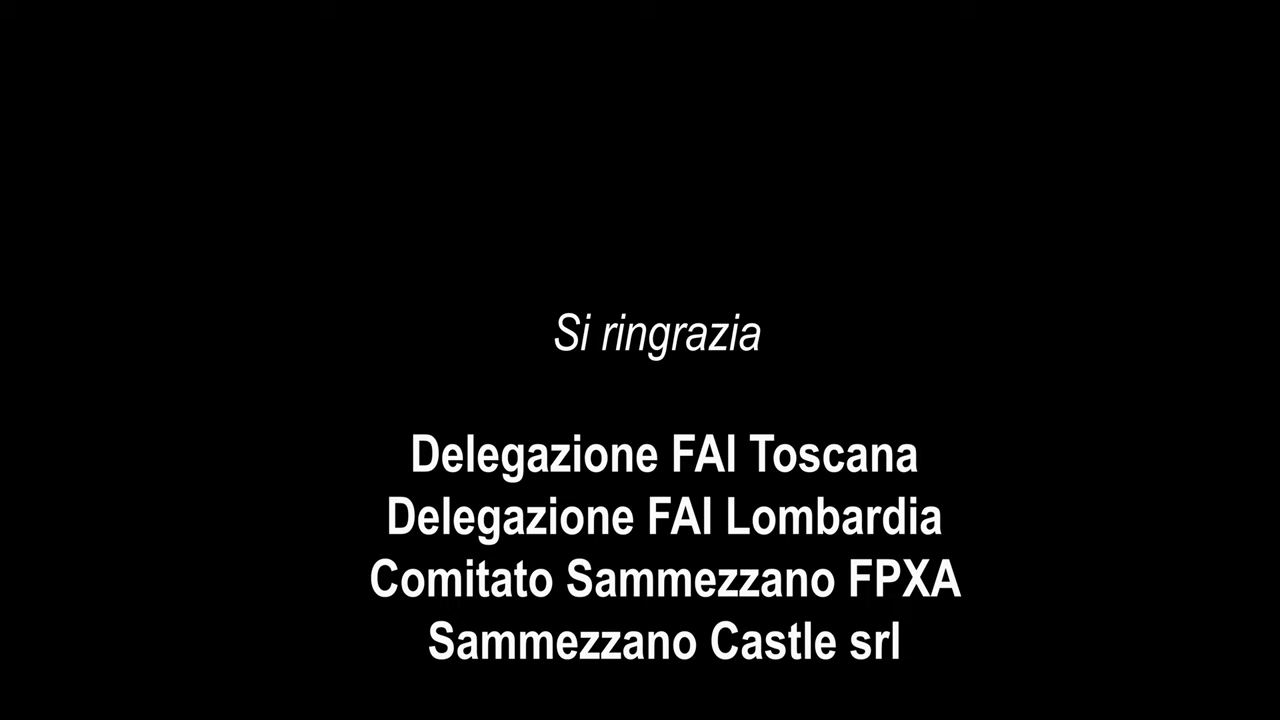 Si ringrazia
Delegazione FAI Toscana
Delegazione FAI Lombardia
Comitato Sammezzano FPXA
Sammezzano Castle srl